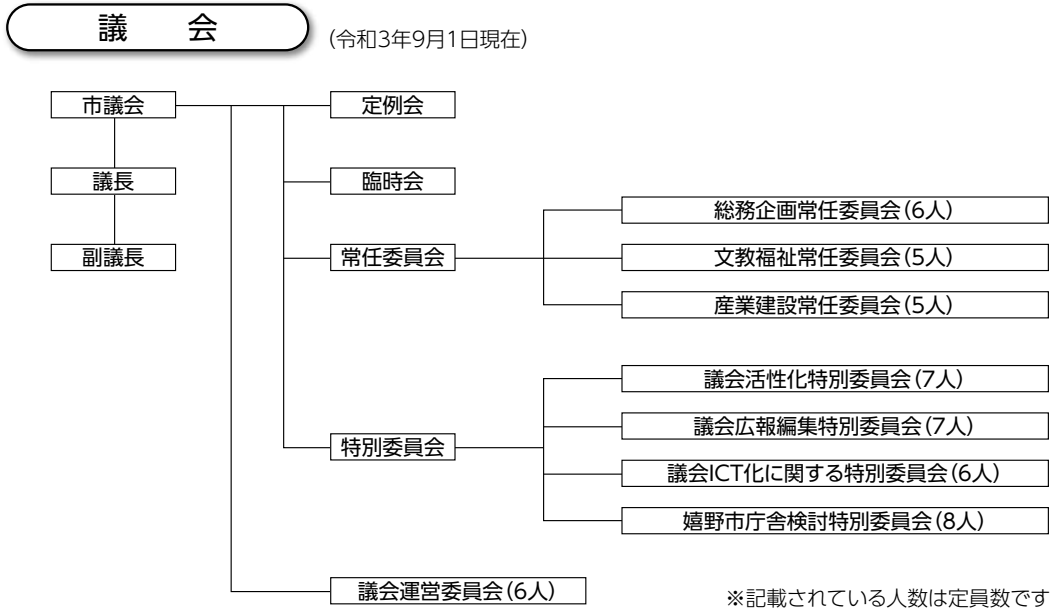 議 会
(令和3年9月1日現在)
市議会
定例会
議長
臨時会
総務企画常任委員会(6人)
副議長
常任委員会
文教福祉常任委員会(5人)
産業建設常任委員会(5人)
議会活性化特別委員会(7人)
議会広報編集特別委員会(7人)
特別委員会
議会ICT化に関する特別委員会(6人)
嬉野市庁舎検討特別委員会(8人)
議会運営委員会(6人)
※記載されている人数は定員数です